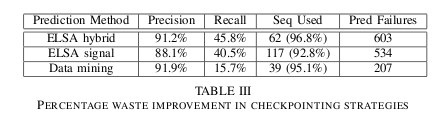 Prediction Method Precision Recall Seq Used Pred Failures
ELSA hybrid 91.2% 45.8% 62 (96.8%) 603
ELSA signal 88.1% 40.5% 117 (92.8%) 534
Data mining 91.9% 15.7% 39 (95.1%) 207
TABLE III
PERCENTAGE WASTE IMPROVEMENT IN CHECKPOINTING STRATEGIES